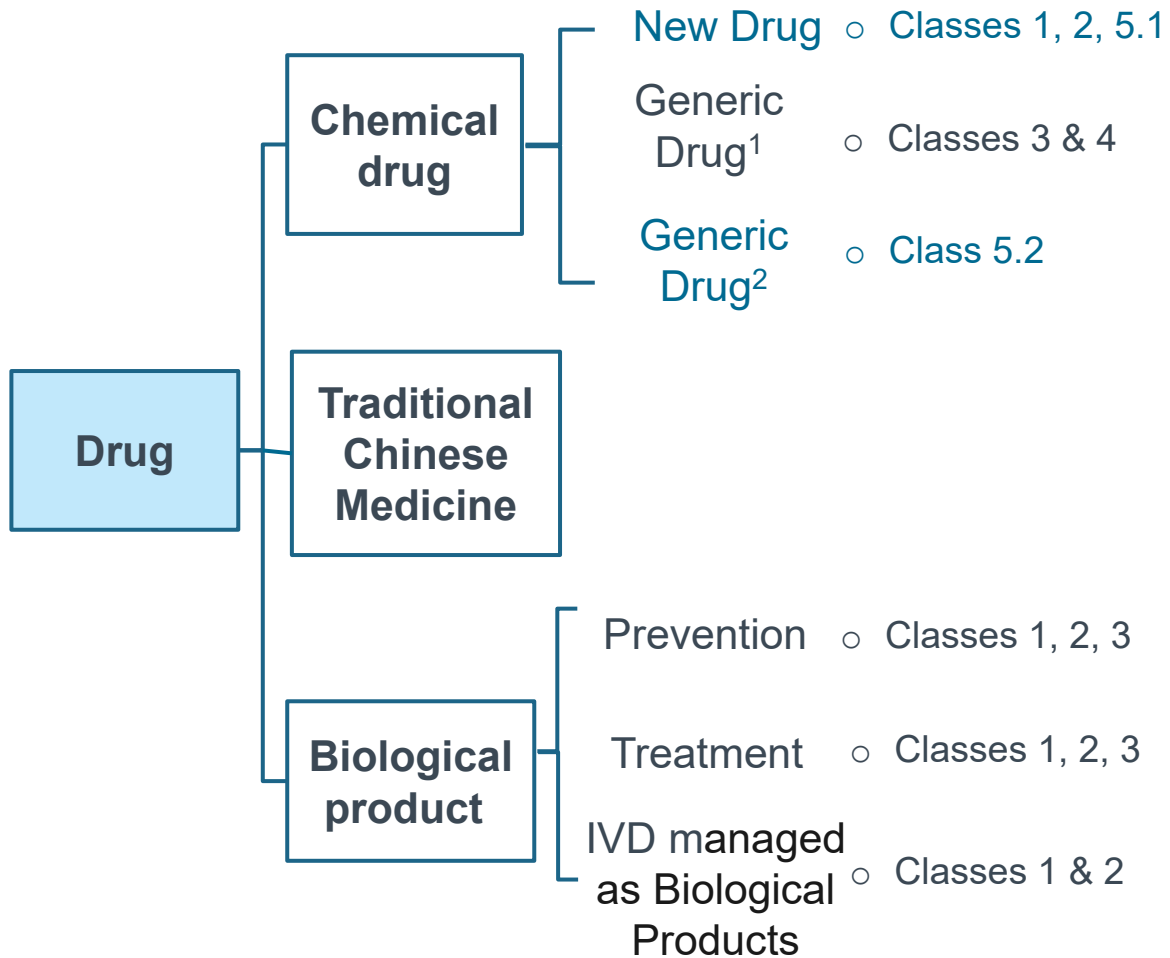 New Drug ○ Classes 1, 2, 5.1
Chemical
drug
Generic
Drug¹ ○ Classes 3 & 4
Generic
Drug² ○ Class 5.2
Drug
Traditional
Chinese
Medicine
Prevention ○ Classes 1, 2, 3
Biological
product
Treatment ○ Classes 1, 2, 3
IVD managed
as Biological
Products ○ Classes 1 & 2